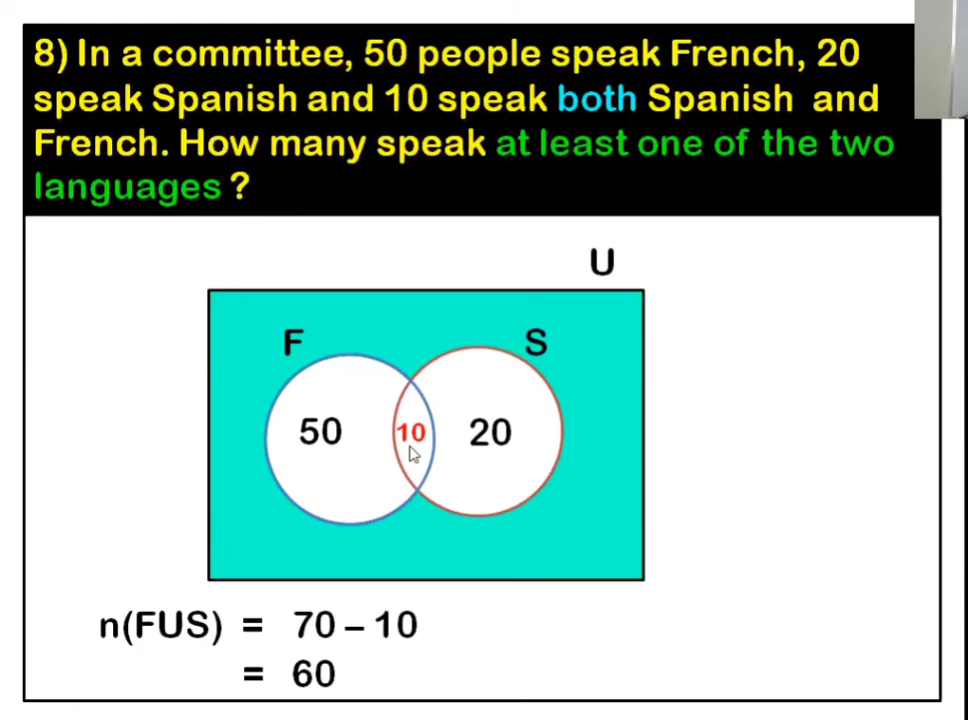 8) In a committee, 50 people speak French, 20
speak Spanish and 10 speak both Spanish and
French. How many speak at least one of the two
languages ?
U
F S
50 10 20
n(FUS) = 70 – 10
= 60